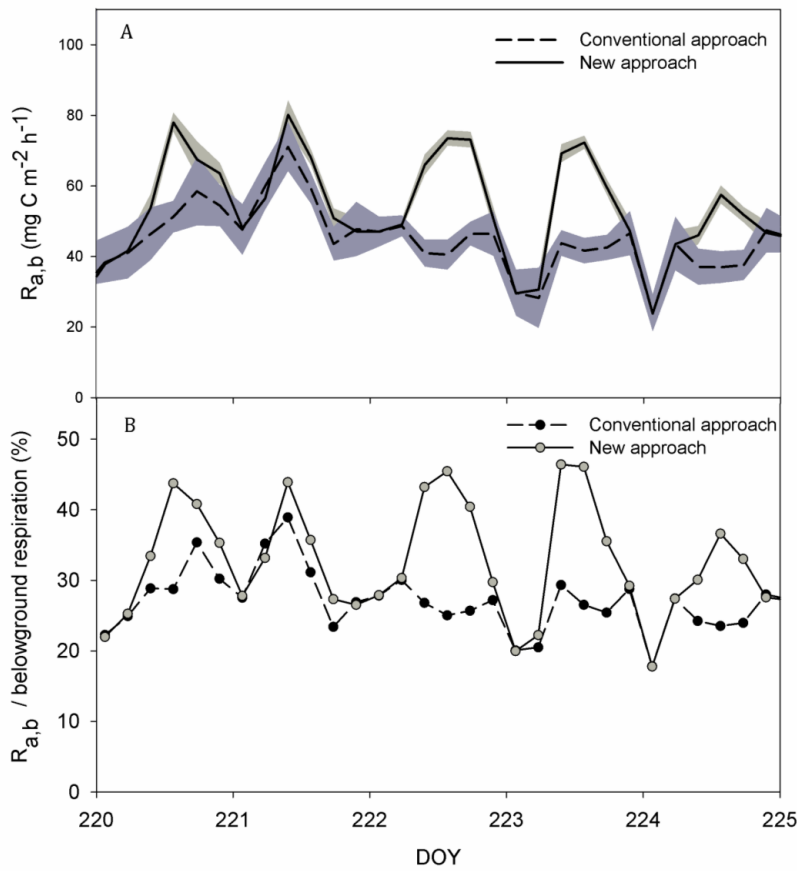 A
Conventional approach
New approach
100
80
60
40
20
0
Ra,b (mg C m-2 h-1)
B
Conventional approach
New approach
50
40
30
20
10
0
Ra,b / belowground respiration (%)
220 221 222 223 224 225
DOY